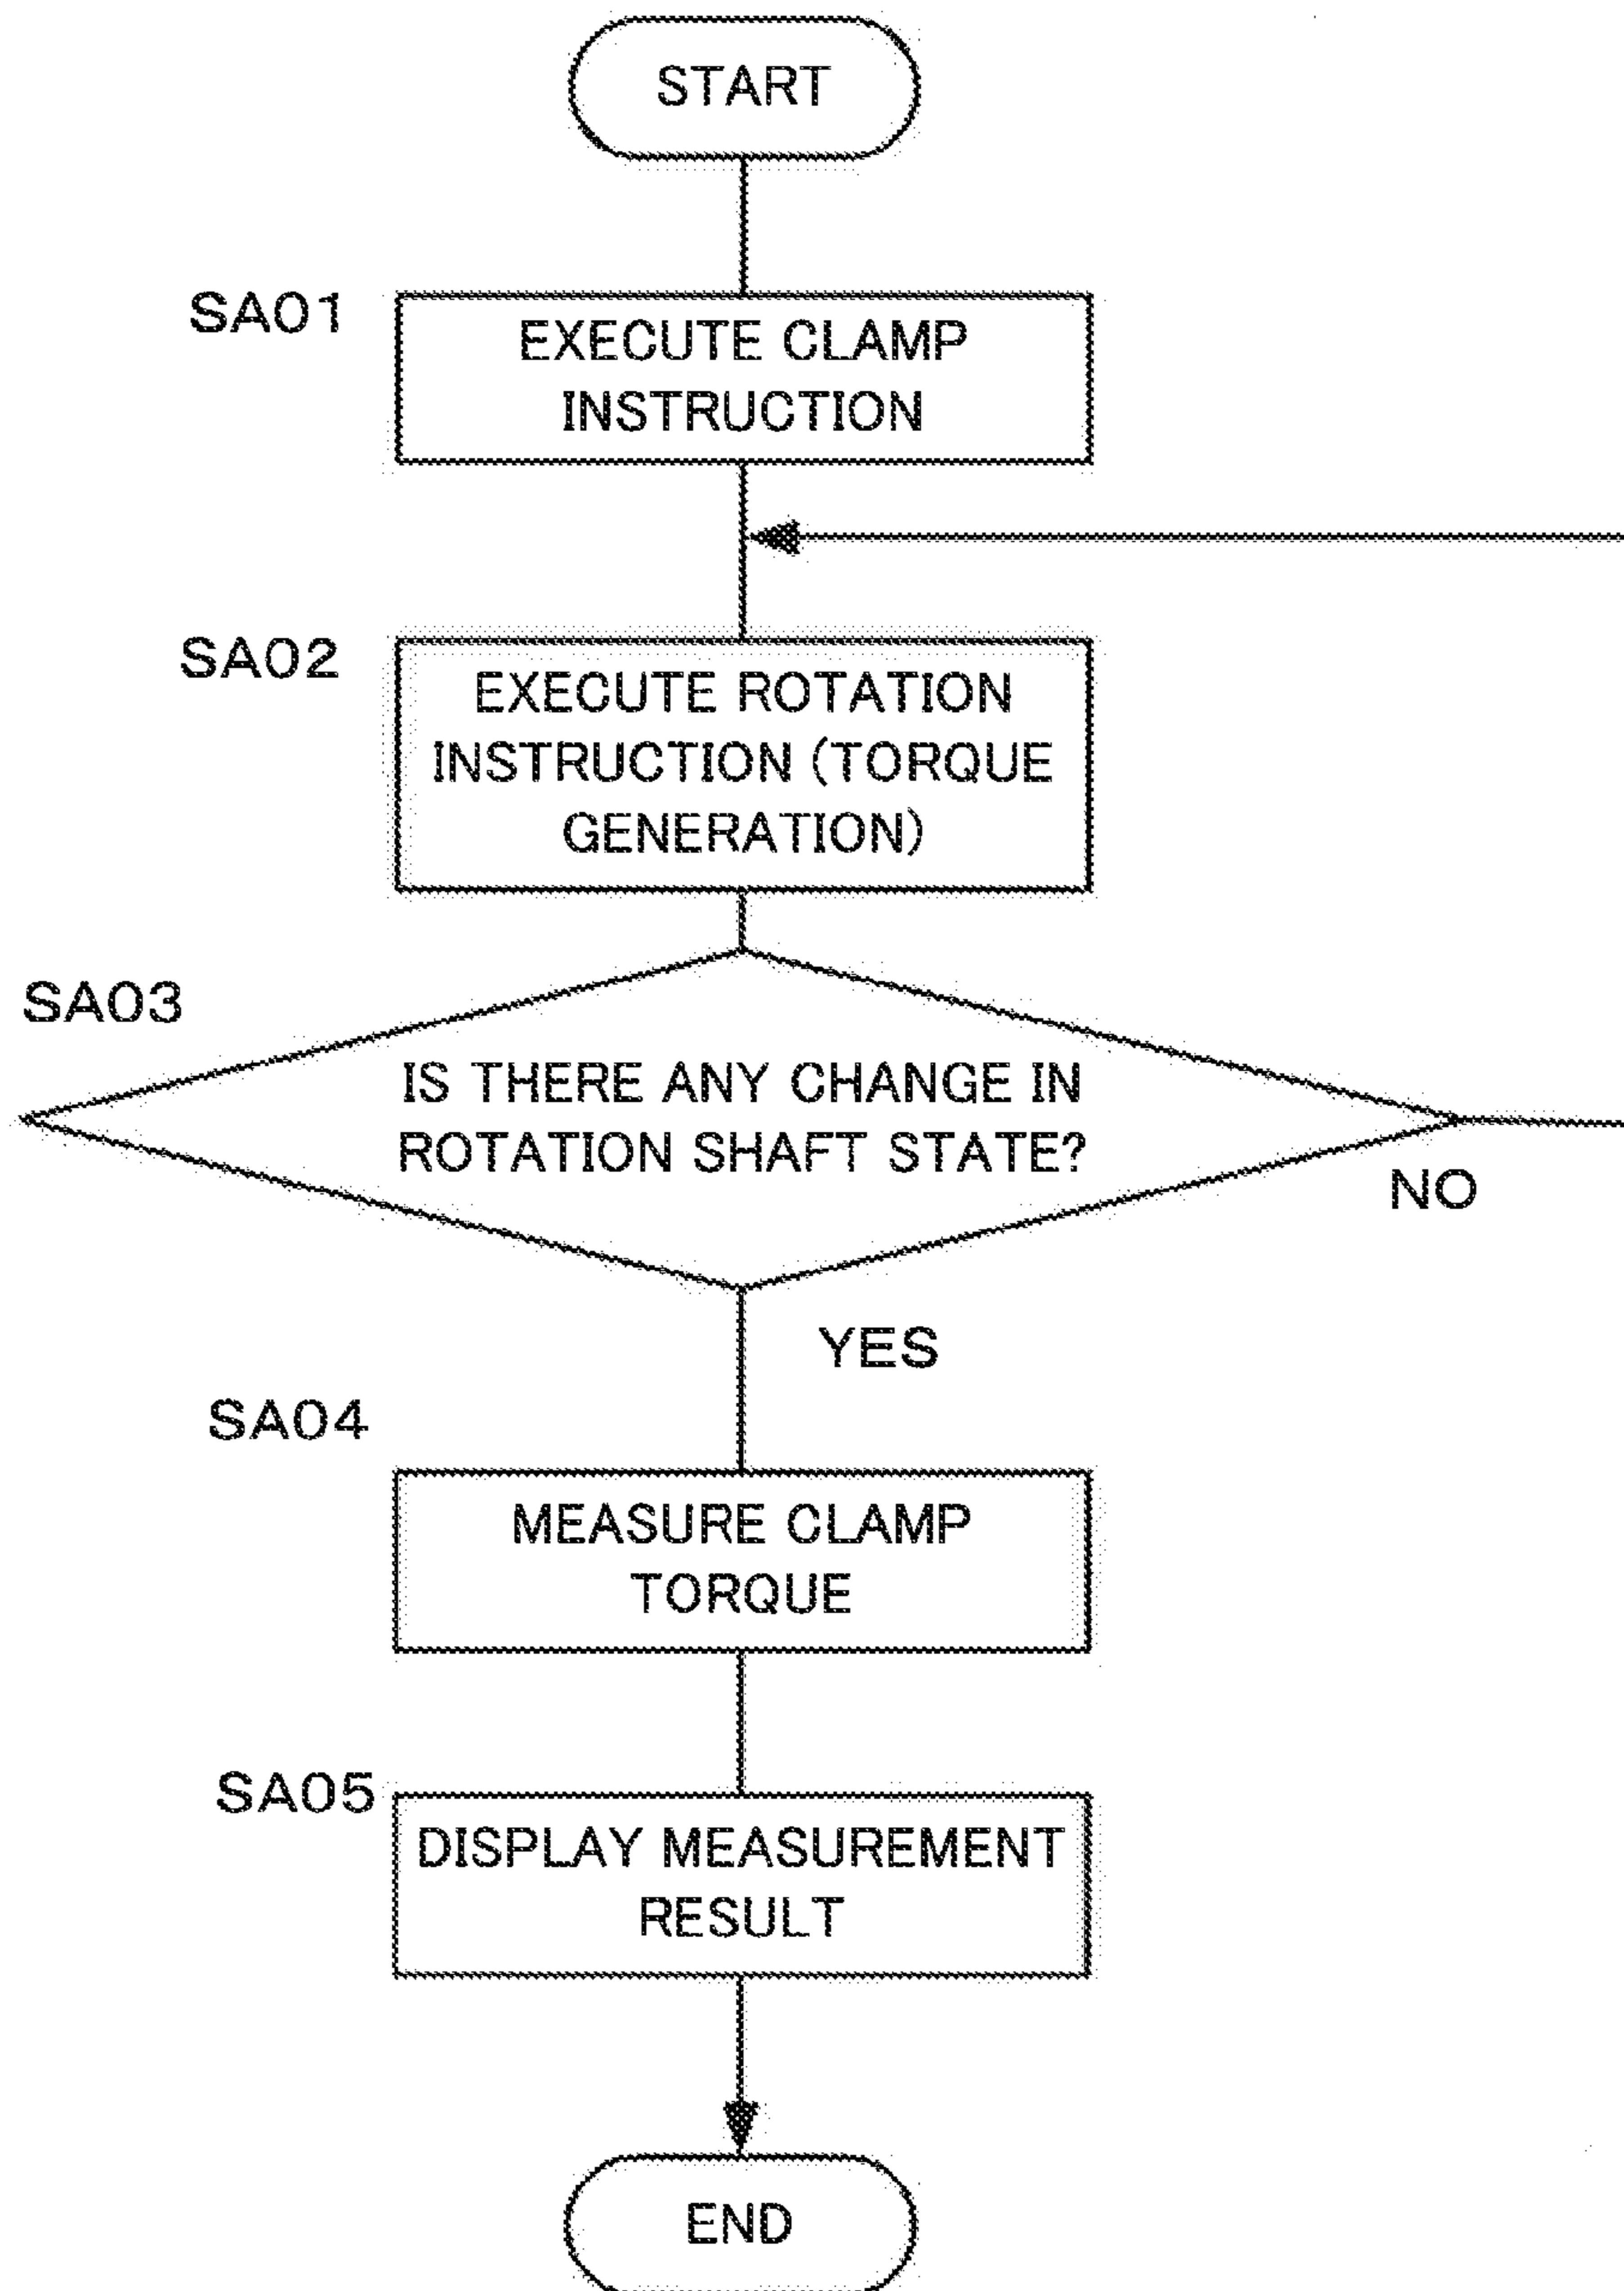 START
SA01
EXECUTE CLAMP
INSTRUCTION
SA02
EXECUTE ROTATION
INSTRUCTION (TORQUE
GENERATION)
SA03
IS THERE ANY CHANGE IN
ROTATION SHAFT STATE?
NO
YES
SA04
MEASURE CLAMP
TORQUE
SA05
DISPLAY MEASUREMENT
RESULT
END